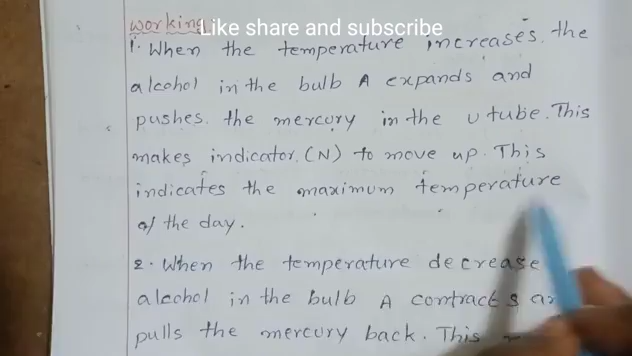 Working
Like share and subscribe
1. When the temperature increases. the
alcohol in the bulb A expands and
pushes. the mercury in the U tube. This
makes indicator. (N) to move up. This
indicates the maximum temperature
of the day.
2. When the temperature decrease
alcohol in the bulb A contracts
pulls the mercury back. This